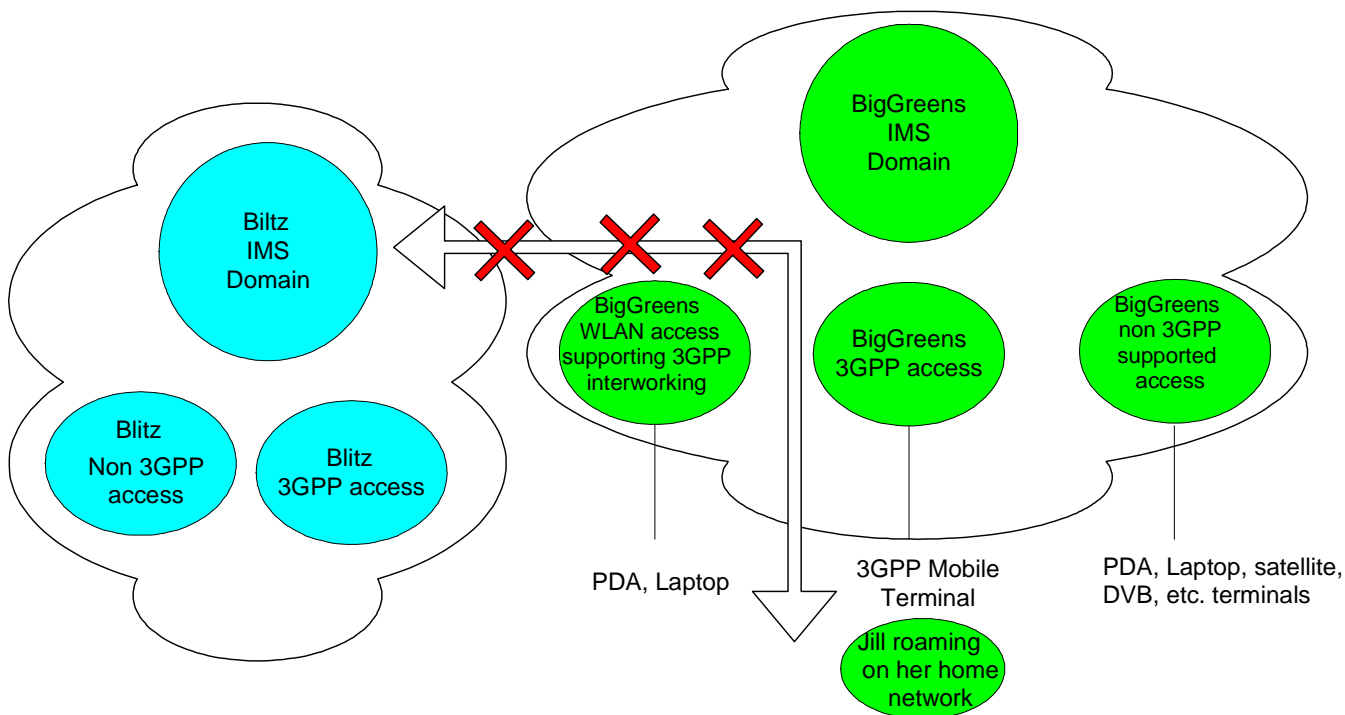 BigGreens
IMS
Domain
Biltz
IMS
Domain
BigGreens
WLAN access
supporting 3GPP
interworking
BigGreens
3GPP access
BigGreens
non 3GPP
supported
access
Blitz
Non 3GPP
access
Blitz
3GPP access
PDA, Laptop
3GPP Mobile
Terminal
PDA, Laptop, satellite,
DVB, etc. terminals
Jill roaming
on her home
network